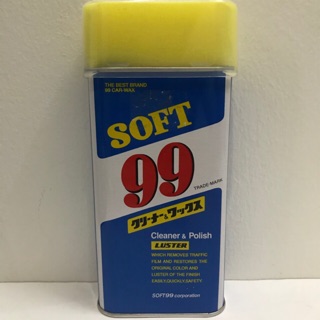 THE BEST BRAND
99 CAR-WAX
SOFT
99
TRADE MARK
クリーナー&ワックス
Cleaner & Polish
LUSTER
WHICH REMOVES TRAFFIC
FILM AND RESTORES THE
ORIGINAL COLOR AND
LUSTER OF THE FINISH.
EASILY,QUICKLY,SAFETY
SOFT99 corporation